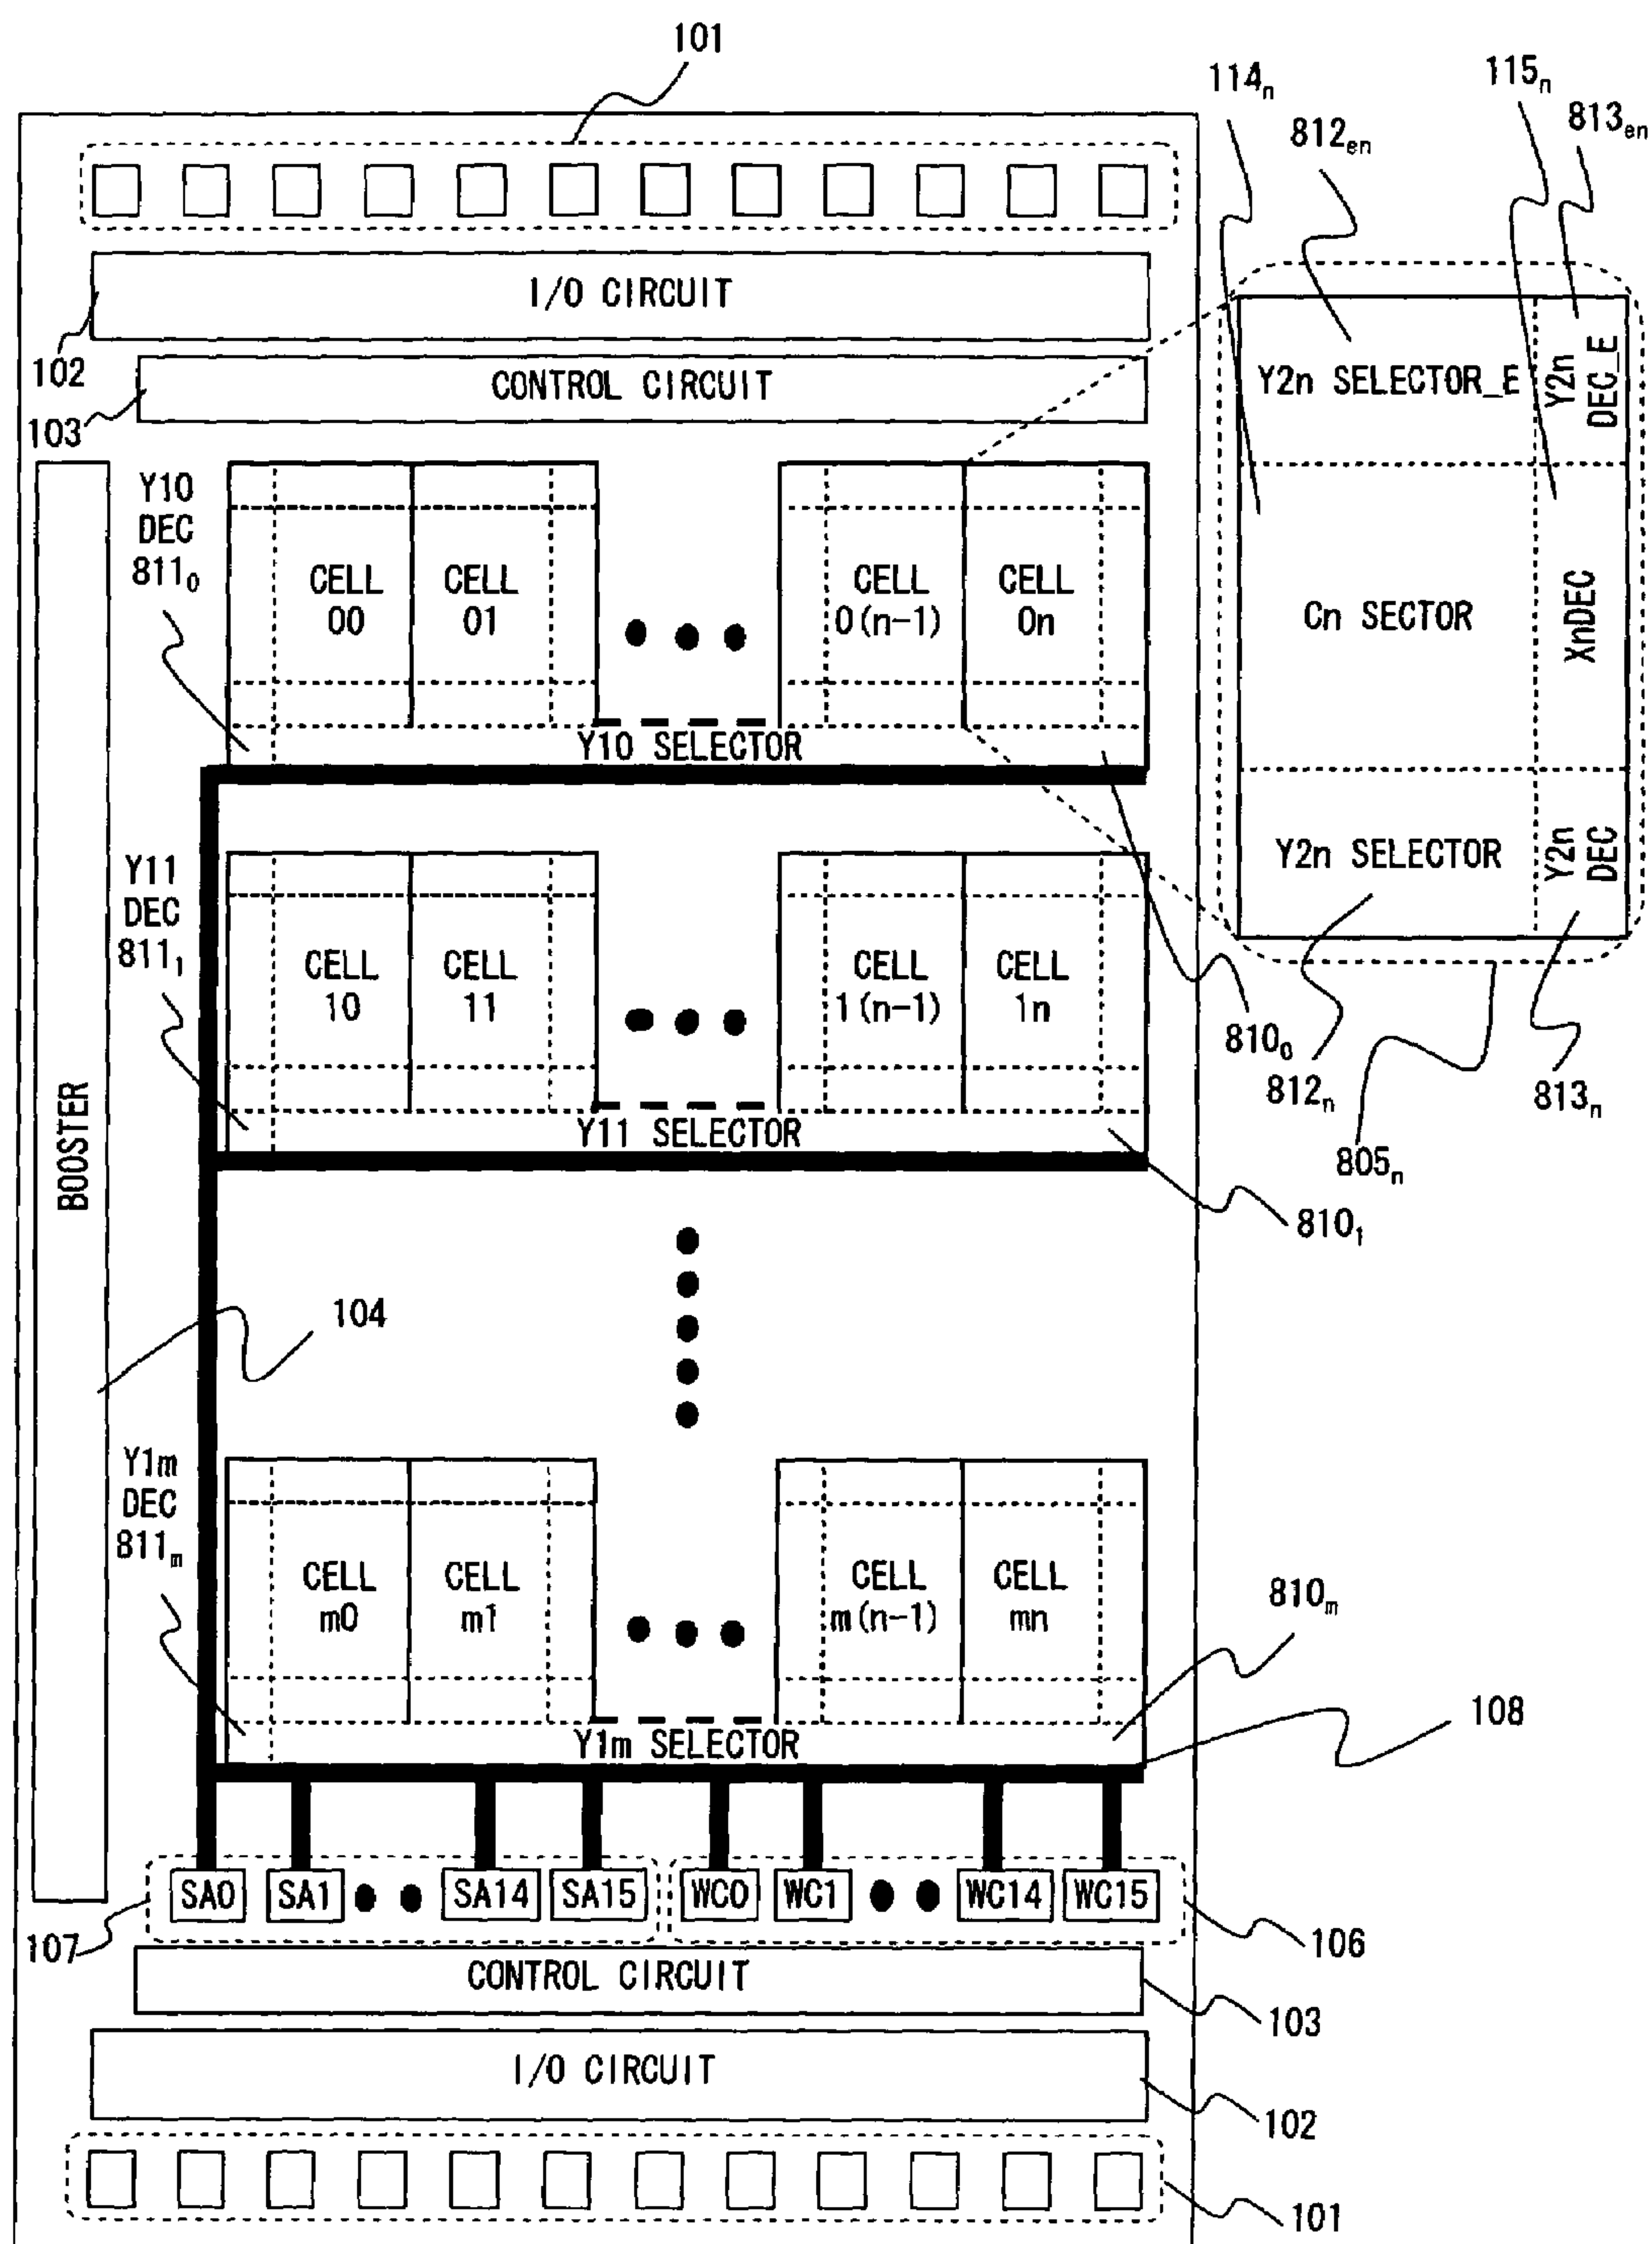 101
114n
115n
812en
813en
I/O CIRCUIT
102
CONTROL CIRCUIT
103
Y2n SELECTOR_E
Y2n
DEC_E
Cn SECTOR
XnDEC
Y2n SELECTOR
Y2n
DEC
Y10
DEC
811₀
CELL
00
CELL
01
CELL
0(n-1)
CELL
0n
Y10 SELECTOR
Y11
DEC
811₁
CELL
10
CELL
11
CELL
1(n-1)
CELL
1n
Y11 SELECTOR
810₀
812n
813n
805n
810₁
BOOSTER
104
Y1m
DEC
811m
CELL
m0
CELL
m1
CELL
m(n-1)
CELL
mn
Y1m SELECTOR
810m
108
SA0
SA1
SA14
SA15
WC0
WC1
WC14
WC15
107
106
CONTROL CIRCUIT
103
I/O CIRCUIT
102
101